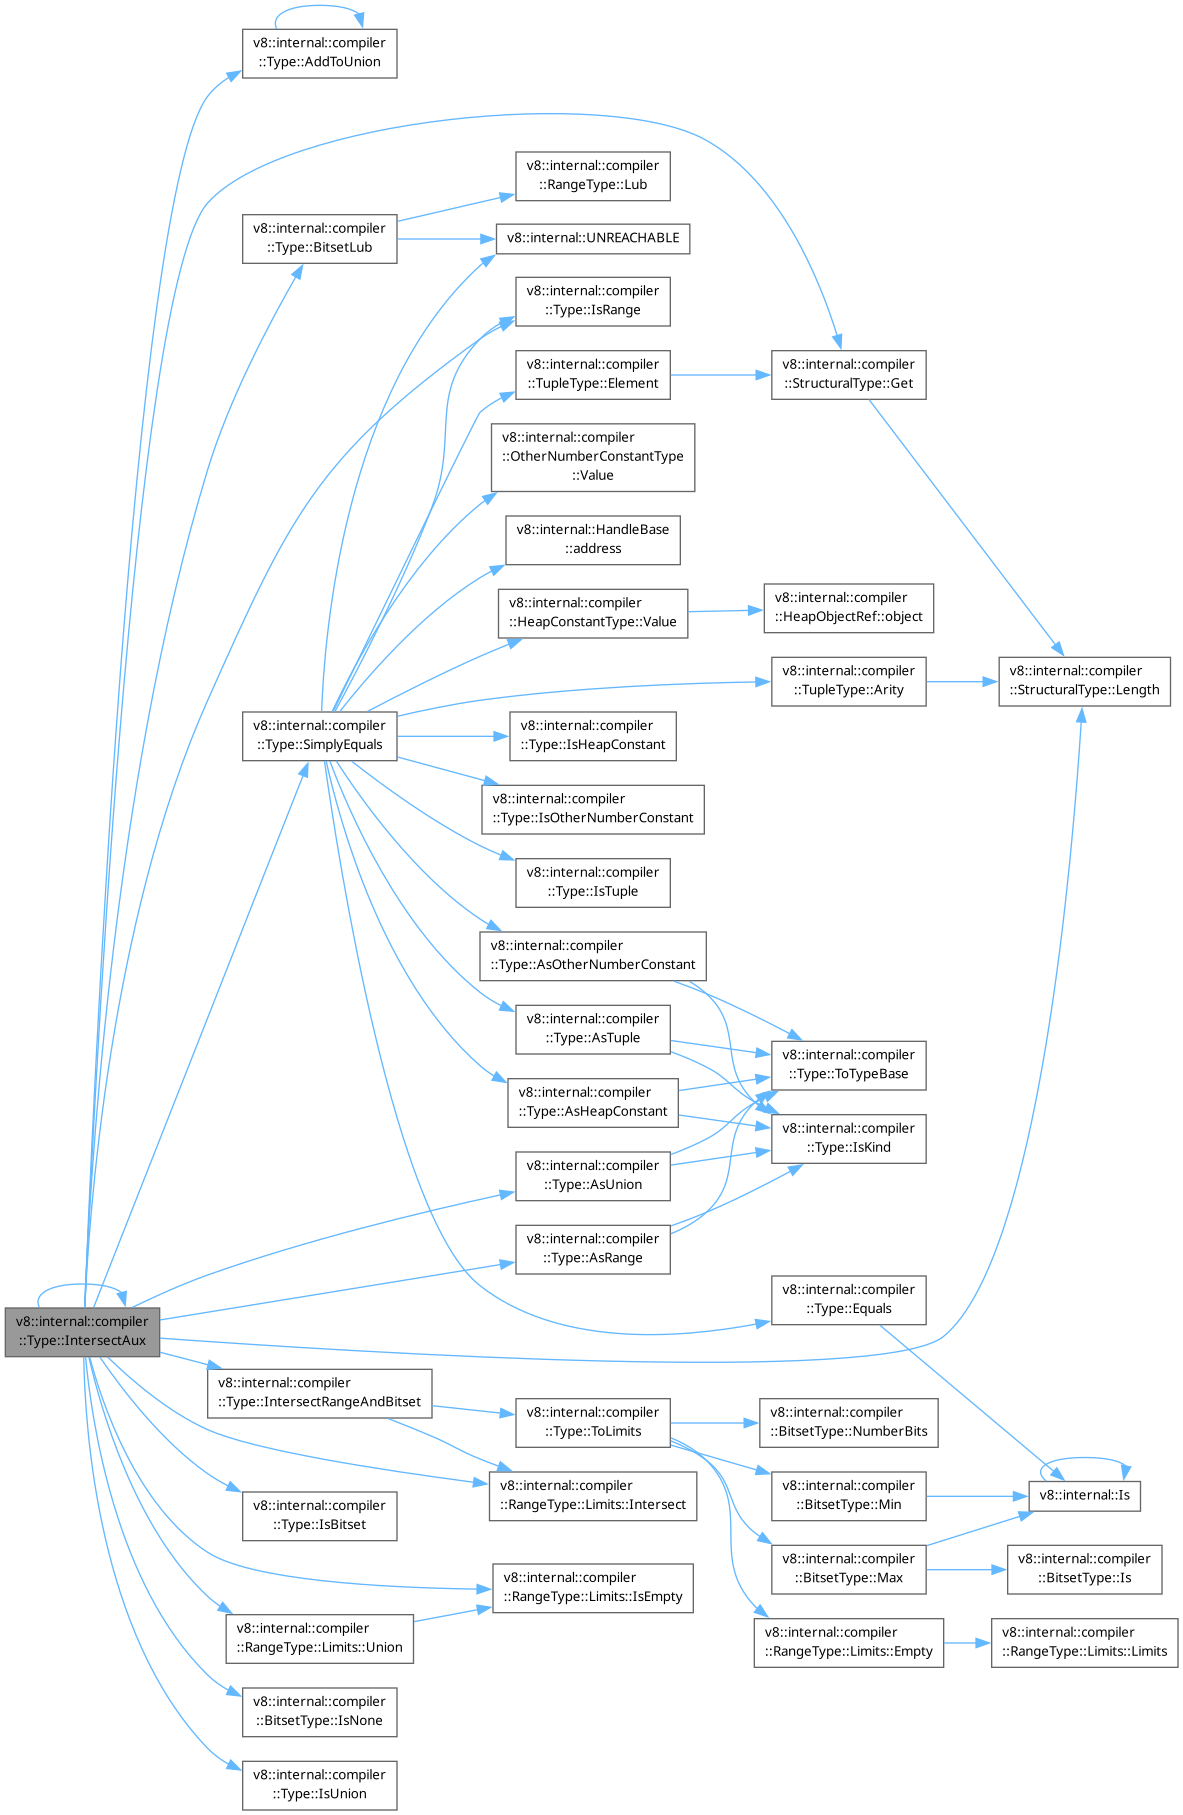 v8::internal::compiler
::Type::AddToUnion
v8::internal::compiler
::RangeType::Lub
v8::internal::compiler
::Type::BitsetLub
v8::internal::UNREACHABLE
v8::internal::compiler
::Type::IsRange
v8::internal::compiler
::TupleType::Element
v8::internal::compiler
::StructuralType::Get
v8::internal::compiler
::OtherNumberConstantType
::Value
v8::internal::HandleBase
::address
v8::internal::compiler
::HeapConstantType::Value
v8::internal::compiler
::HeapObjectRef::object
v8::internal::compiler
::TupleType::Arity
v8::internal::compiler
::StructuralType::Length
v8::internal::compiler
::Type::SimplyEquals
v8::internal::compiler
::Type::IsHeapConstant
v8::internal::compiler
::Type::IsOtherNumberConstant
v8::internal::compiler
::Type::IsTuple
v8::internal::compiler
::Type::AsOtherNumberConstant
v8::internal::compiler
::Type::AsTuple
v8::internal::compiler
::Type::ToTypeBase
v8::internal::compiler
::Type::AsHeapConstant
v8::internal::compiler
::Type::IsKind
v8::internal::compiler
::Type::AsUnion
v8::internal::compiler
::Type::AsRange
v8::internal::compiler
::Type::Equals
v8::internal::compiler
::Type::IntersectAux
v8::internal::compiler
::Type::IntersectRangeAndBitset
v8::internal::compiler
::Type::ToLimits
v8::internal::compiler
::BitsetType::NumberBits
v8::internal::compiler
::RangeType::Limits::Intersect
v8::internal::compiler
::BitsetType::Min
v8::internal::Is
v8::internal::compiler
::Type::IsBitset
v8::internal::compiler
::BitsetType::Max
v8::internal::compiler
::BitsetType::Is
v8::internal::compiler
::RangeType::Limits::IsEmpty
v8::internal::compiler
::RangeType::Limits::Union
v8::internal::compiler
::RangeType::Limits::Empty
v8::internal::compiler
::RangeType::Limits::Limits
v8::internal::compiler
::BitsetType::IsNone
v8::internal::compiler
::Type::IsUnion